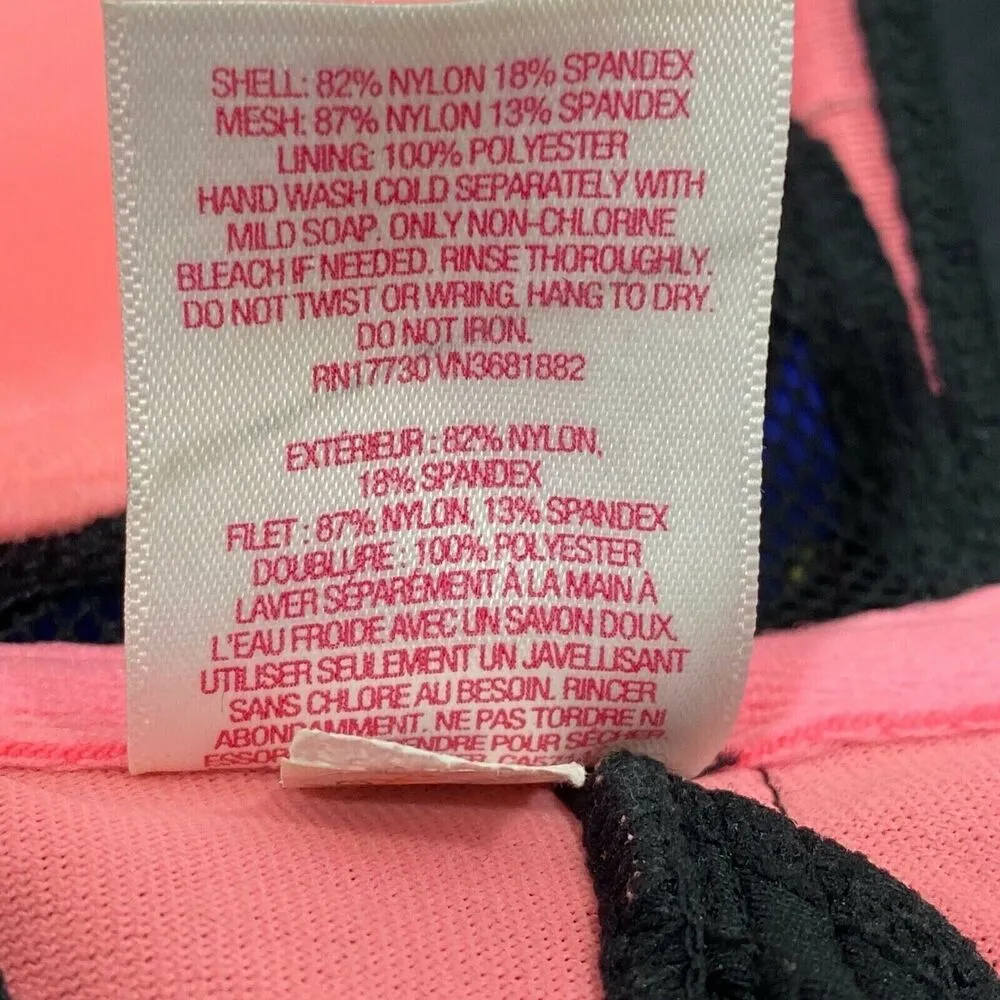 SHELL: 82% NYLON 18% SPANDEX
MESH: 87% NYLON 13% SPANDEX
LINING: 100% POLYESTER
HAND WASH COLD SEPARATELY WITH
MILD SOAP. ONLY NON-CHLORINE
BLEACH IF NEEDED. RINSE THOROUGHLY.
DO NOT TWIST OR WRING. HANG TO DRY.
DO NOT IRON.
RN17730 VN3681882
EXTÉRIEUR : 82% NYLON,
18% SPANDEX
FILET : 87% NYLON, 13% SPANDEX
DOUBLURE : 100% POLYESTER
LAVER SÉPARÉMENT À LA MAIN À
L'EAU FROIDE AVEC UN SAVON DOUX.
UTILISER SEULEMENT UN JAVELLISANT
SANS CHLORE AU BESOIN. RINCER
ABONDAMMENT. NE PAS TORDRE NI
POUR SÉCHER